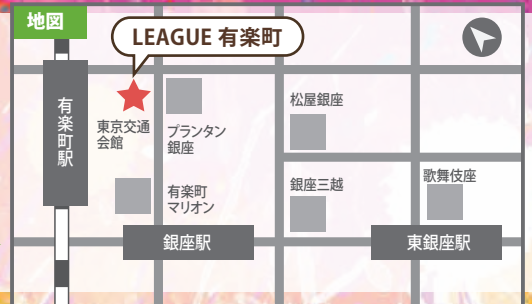 地図
LEAGUE 有楽町
有楽町駅
東京交通
会館
プランタン
銀座
松屋銀座
有楽町
マリオン
銀座三越
歌舞伎座
銀座駅
東銀座駅